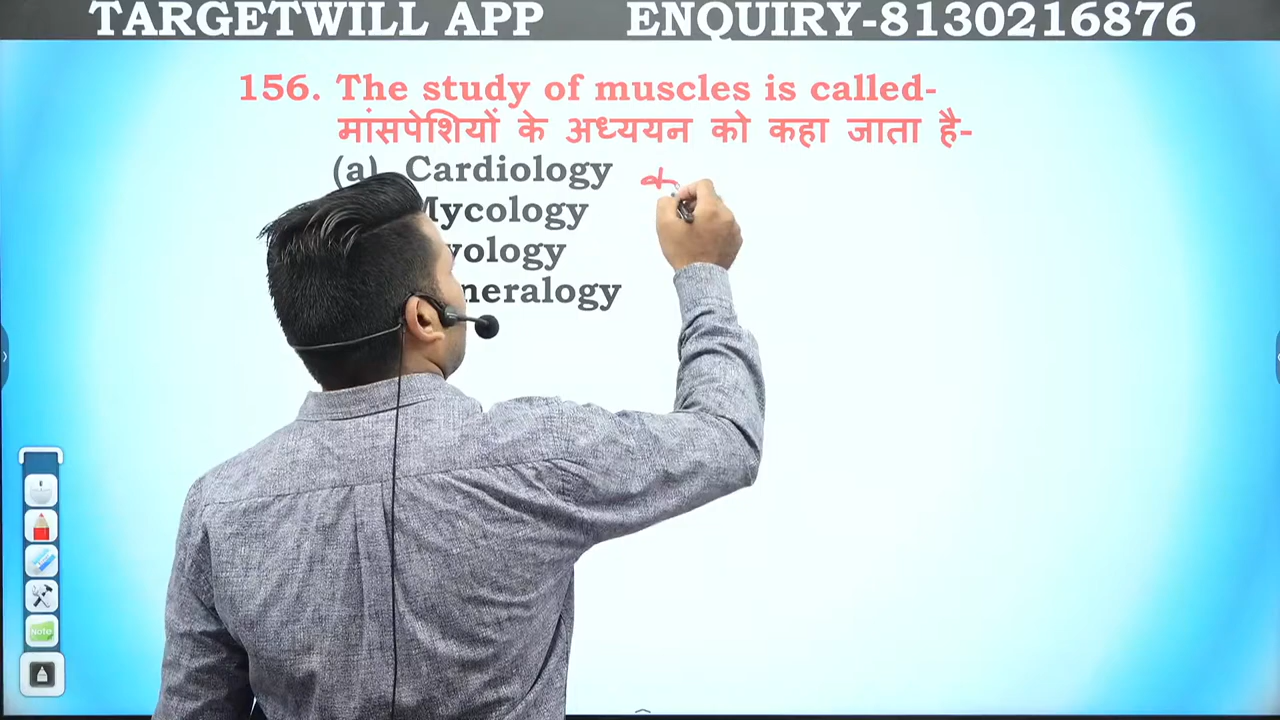 TARGETWILL APP ENQUIRY-8130216876
156. The study of muscles is called-
मांसपेशियों के अध्ययन को कहा जाता है-
(a) Cardiology
Mycology
yology
neralogy
Note